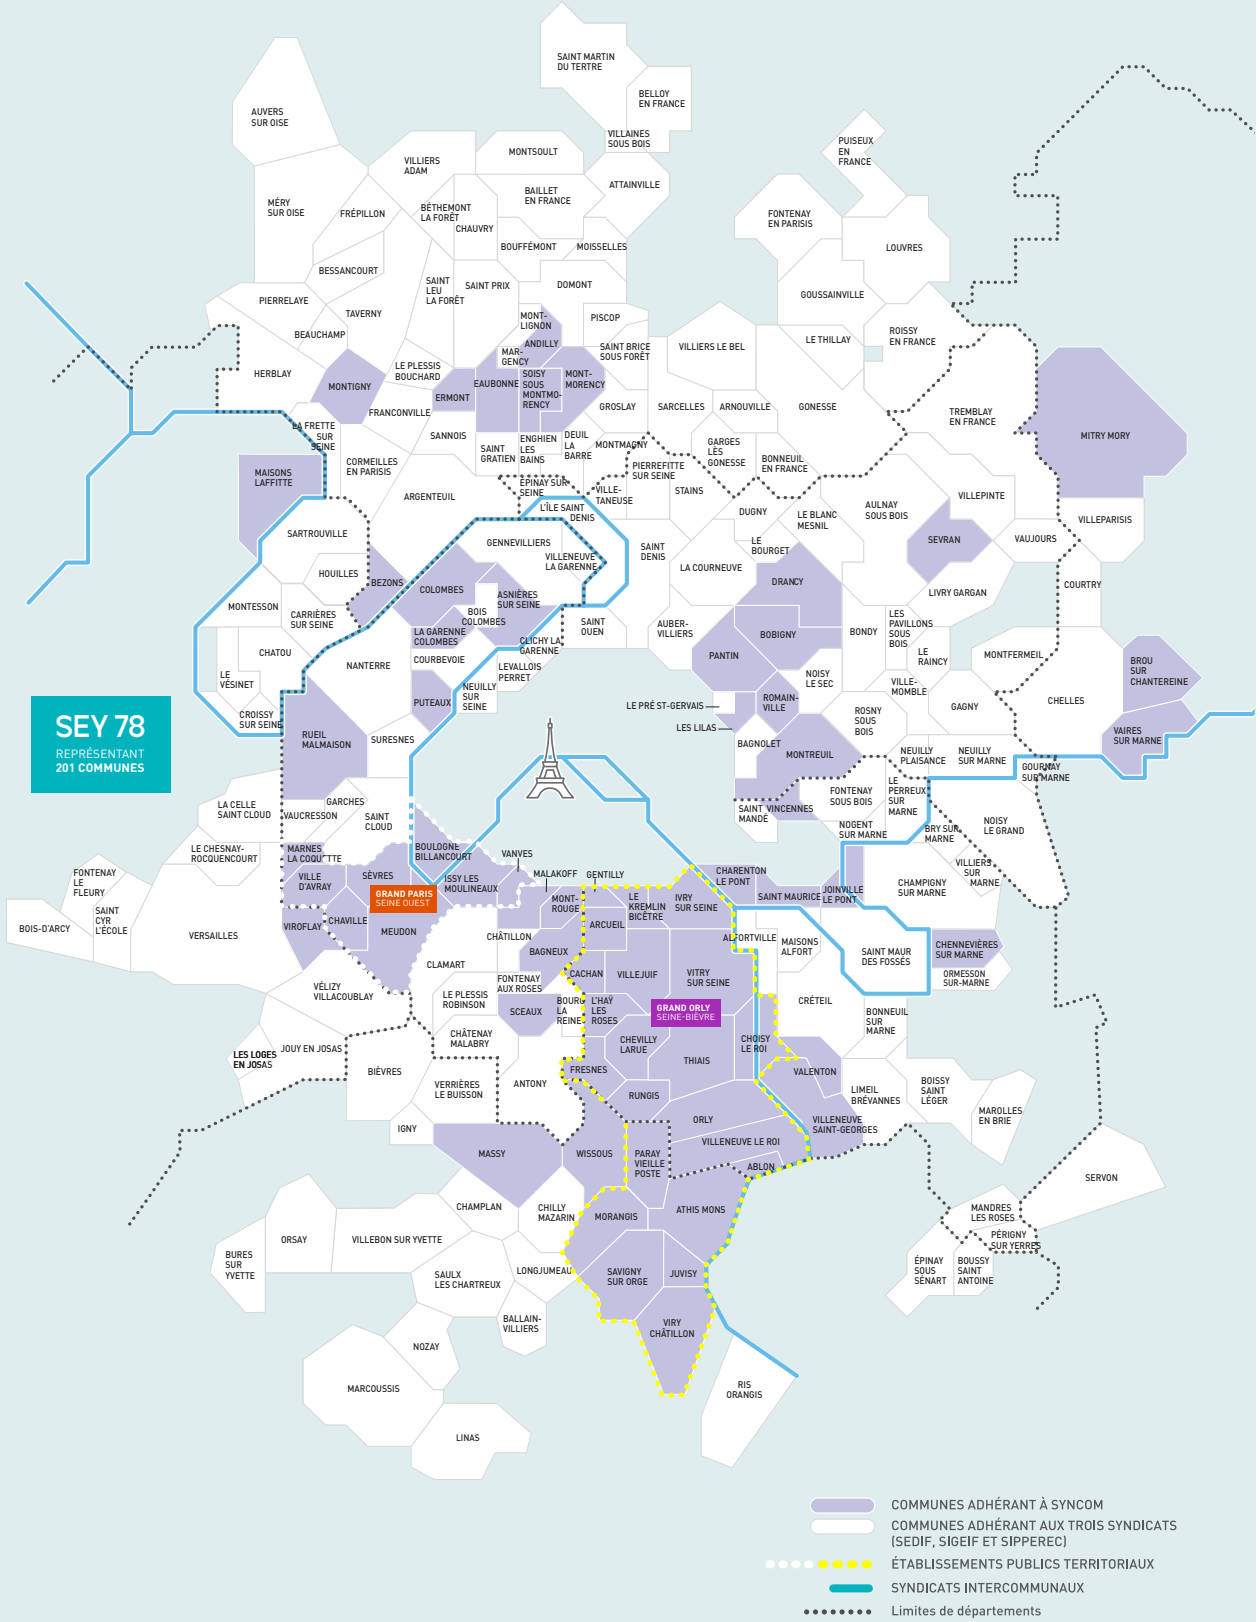 SAINT MARTIN
DU TERTRE
BELLOY
EN FRANCE
AUVERS
SUR OISE
VILLAINES
SOUS BOIS
PUISEUX
EN
FRANCE
MONTSOULT
VILLIERS
ADAM
ATTAINVILLE
BAILLET
EN FRANCE
MÉRY
SUR OISE
FRÉPILLON
BÉTHEMONT
LA FORÊT
CHAUVRY
FONTENAY
EN PARISIS
BOUFFÉMONT
MOISSELLES
LOUVRES
BESSANCOURT
SAINT
LEU
LA FORÊT
SAINT PRIX
DOMONT
GOUSSAINVILLE
PIERRELAYE
TAVERNY
MONT-
LIGNON
PISCOP
BEAUCHAMP
ANDILLY
SAINT BRICE
SOUS FORÊT
VILLIERS LE BEL
LE THILLAY
ROISSY
EN FRANCE
MAR-
GENCY
HERBLAY
LE PLESSIS
BOUCHARD
MONTIGNY
EAUBONNE
SOISY
SOUS
MONTMO-
RENCY
MONT-
MORENCY
ERMONT
FRANCONVILLE
GROSLAY
SARCELLES
ARNOUVILLE
GONESSE
TREMBLAY
EN FRANCE
MITRY MORY
LA FRETTE
SUR
SEINE
SANNOIS
SAINT
GRATIEN
ENGHIEN
LES
BAINS
DEUIL
LA
BARRE
MONTMAGNY
GARGES
LÈS
GONESSE
BONNEUIL
EN FRANCE
CORMEILLES
EN PARISIS
PIERREFITTE
SUR SEINE
MAISONS
LAFFITTE
ARGENTEUIL
ÉPINAY SUR
SEINE
VILLE-
TANEUSE
STAINS
VILLEPINTE
L'ÎLE SAINT
DENIS
DUGNY
LE BLANC
MESNIL
AULNAY
SOUS BOIS
VILLEPARISIS
SARTROUVILLE
GENNEVILLIERS
VILLENEUVE
LA GARENNE
SAINT
DENIS
LE
BOURGET
SEVRAN
VAUJOURS
HOUILLES
BEZONS
COLOMBES
ASNIÈRES
SUR SEINE
LA COURNEUVE
DRANCY
LIVRY GARGAN
COURTRY
MONTESSON
CARRIÈRES
SUR SEINE
BOIS
COLOMBES
LA GARENNE
COLOMBES
CLICHY LA
GARENNE
SAINT
OUEN
AUBER-
VILLIERS
BOBIGNY
BONDY
LES
PAVILLONS
SOUS
BOIS
CHATOU
NANTERRE
COURBEVOIE
LEVALLOIS
PERRET
PANTIN
NOISY
LE SEC
LE
RAINCY
MONTFERMEIL
BROU
SUR
CHANTEREINE
LE
VÉSINET
NEUILLY
SUR
SEINE
PUTEAUX
VILLE-
MOMBLE
CROISSY
SUR SEINE
LE PRÉ ST-GERVAIS
ROMAIN-
VILLE
GAGNY
CHELLES
SEY 78
REPRÉSENTANT
201 COMMUNES
RUEIL
MALMAISON
SURESNES
LES LILAS
BAGNOLET
MONTREUIL
ROSNY
SOUS
BOIS
NEUILLY
PLAISANCE
NEUILLY
SUR MARNE
VAIRES
SUR MARNE
GOURNAY
SUR MARNE
LA CELLE
SAINT CLOUD
GARCHES
VAUCRESSON
SAINT
CLOUD
SAINT
MANDÉ
VINCENNES
FONTENAY
SOUS BOIS
LE
PERREUX
SUR
MARNE
NOISY
LE GRAND
NOGENT
SUR MARNE
BRY SUR
MARNE
LE CHESNAY-
ROCQUENCOURT
MARNES
LA COQUETTE
BOULOGNE
BILLANCOURT
VANVES
FONTENAY
LE
FLEURY
VILLE
D'AVRAY
SÈVRES
ISSY LES
MOULINEAUX
MALAKOFF
GENTILLY
CHARENTON
LE PONT
SAINT MAURICE
JOINVILLE
LE PONT
CHAMPIGNY
SUR MARNE
VILLIERS
SUR
MARNE
GRAND PARIS
SEINE OUEST
MONT-
ROUGE
LE
KREMLIN
BICÊTRE
IVRY
SUR SEINE
BOIS-D'ARCY
SAINT
CYR
L'ÉCOLE
VERSAILLES
VIROFLAY
CHAVILLE
MEUDON
CHÂTILLON
ARCUEIL
ALFORTVILLE
MAISONS
ALFORT
SAINT MAUR
DES FOSSÉS
CHENNEVIÈRES
SUR MARNE
CLAMART
BAGNEUX
CACHAN
VILLEJUIF
VITRY
SUR SEINE
ORMESSON
SUR-MARNE
VÉLIZY
VILLACOUBLAY
LE PLESSIS
ROBINSON
FONTENAY
AUX ROSES
SCEAUX
BOURG
LA
REINE
L'HAŸ
LES
ROSES
GRAND ORLY
SEINE-BIÈVRE
CRÉTEIL
BONNEUIL
SUR
MARNE
CHÂTENAY
MALABRY
CHEVILLY
LARUE
THIAIS
CHOISY
LE ROI
LES LOGES
EN JOSAS
JOUY EN JOSAS
BIÈVRES
VERRIÈRES
LE BUISSON
ANTONY
FRESNES
RUNGIS
VALENTON
LIMEIL
BRÉVANNES
BOISSY
SAINT
LÉGER
MAROLLES
EN BRIE
IGNY
ORLY
VILLENEUVE
SAINT-GEORGES
MASSY
WISSOUS
PARAY
VIEILLE
POSTE
VILLENEUVE LE ROI
ABLON
SERVON
CHAMPLAN
CHILLY
MAZARIN
MORANGIS
ATHIS MONS
MANDRES
LES ROSES
ORSAY
VILLEBON SUR YVETTE
PÉRIGNY
SUR YERRES
BURES
SUR
YVETTE
SAULX
LES CHARTREUX
LONGJUMEAU
SAVIGNY
SUR ORGE
JUVISY
ÉPINAY
SOUS
SÉNART
BOUSSY
SAINT
ANTOINE
BALLAIN-
VILLIERS
VIRY
CHÂTILLON
NOZAY
MARCOUSSIS
RIS
ORANGIS
LINAS
COMMUNES ADHÉRANT À SYNCOM
COMMUNES ADHÉRANT AUX TROIS SYNDICATS
(SEDIF, SIGEIF ET SIPPEREC)
ÉTABLISSEMENTS PUBLICS TERRITORIAUX
SYNDICATS INTERCOMMUNAUX
Limites de départements